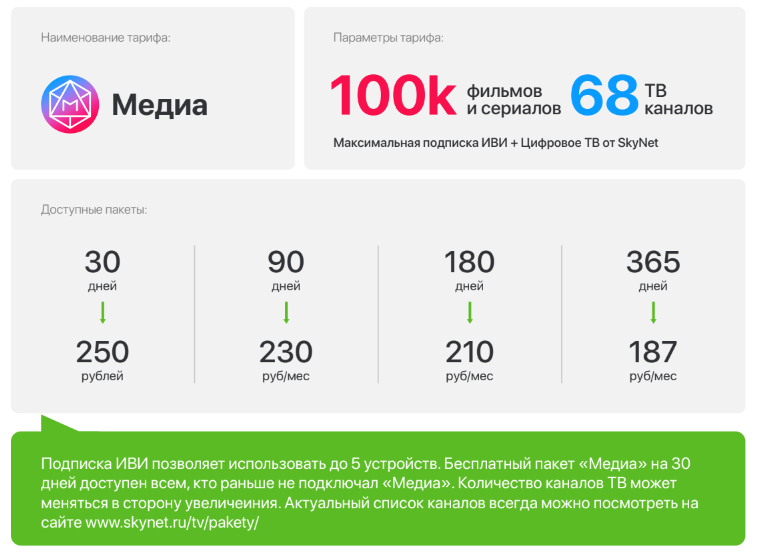 Наименование тарифа:
Медиа
Параметры тарифа:
100k фильмов и сериалов 68 ТВ каналов
Максимальная подписка ИВИ + Цифровое ТВ от SkyNet
Доступные пакеты:
30
дней
250
рублей
90
дней
230
руб/мес
180
дней
210
руб/мес
365
дней
187
руб/мес
Подписка ИВИ позволяет использовать до 5 устройств. Бесплатный пакет «Медиа» на 30
дней доступен всем, кто раньше не подключал «Медиа». Количество каналов ТВ может
меняться в сторону увеличеиния. Актуальный список каналов всегда можно посмотреть на
сайте www.skynet.ru/tv/pakety/